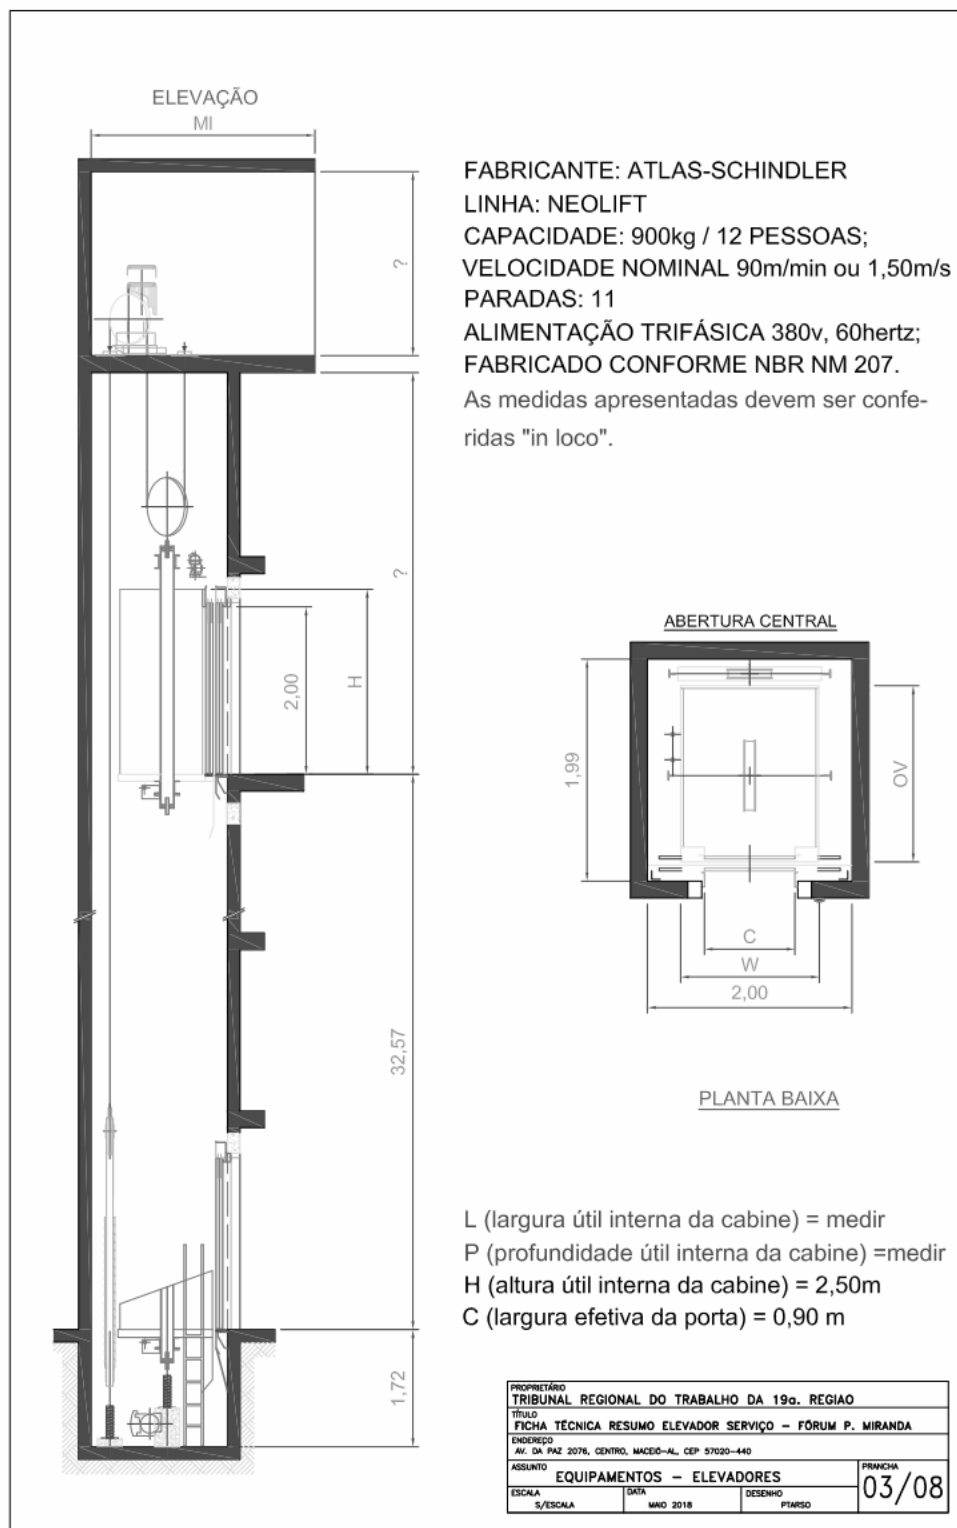 ELEVAÇÃO
MI
FABRICANTE: ATLAS-SCHINDLER
LINHA: NEOLIFT
CAPACIDADE: 900kg / 12 PESSOAS;
VELOCIDADE NOMINAL 90m/min ou 1,50m/s
PARADAS: 11
ALIMENTAÇÃO TRIFÁSICA 380v, 60hertz;
FABRICADO CONFORME NBR NM 207.
As medidas apresentadas devem ser confe-
ridas "in loco".
?
?
2,00
H
32,57
1,72
ABERTURA CENTRAL
1,99
OV
C
W
2,00
PLANTA BAIXA
L (largura útil interna da cabine) = medir
P (profundidade útil interna da cabine) =medir
H (altura útil interna da cabine) = 2,50m
C (largura efetiva da porta) = 0,90 m
PROPRIETÁRIO
TRIBUNAL REGIONAL DO TRABALHO DA 19a. REGIAO
TÍTULO
FICHA TÉCNICA RESUMO ELEVADOR SERVIÇO – FÓRUM P. MIRANDA
ENDEREÇO
AV. DA PAZ 2076, CENTRO, MACEIÓ-AL, CEP 57020-440
ASSUNTO
EQUIPAMENTOS – ELEVADORES
PRANCHA
03/08
ESCALA
S/ESCALA
DATA
MAIO 2018
DESENHO
PTARSO